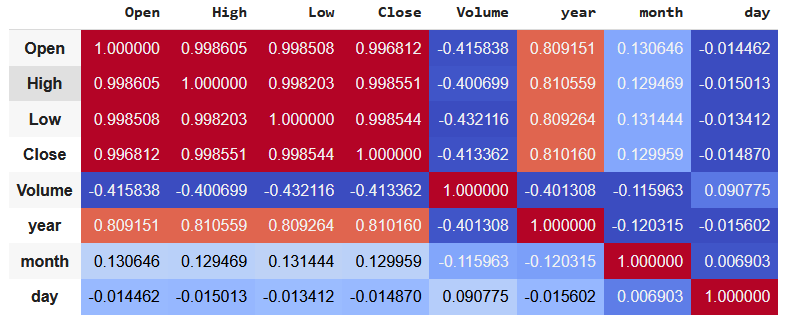 Open High Low Close Volume year month day
Open 1.000000 0.998605 0.998508 0.996812 -0.415838 0.809151 0.130646 -0.014462
High 0.998605 1.000000 0.998203 0.998551 -0.400699 0.810559 0.129469 -0.015013
Low 0.998508 0.998203 1.000000 0.998544 -0.432116 0.809264 0.131444 -0.013412
Close 0.996812 0.998551 0.998544 1.000000 -0.413362 0.810160 0.129959 -0.014870
Volume -0.415838 -0.400699 -0.432116 -0.413362 1.000000 -0.401308 -0.115963 0.090775
year 0.809151 0.810559 0.809264 0.810160 -0.401308 1.000000 -0.120315 -0.015602
month 0.130646 0.129469 0.131444 0.129959 -0.115963 -0.120315 1.000000 0.006903
day -0.014462 -0.015013 -0.013412 -0.014870 0.090775 -0.015602 0.006903 1.000000